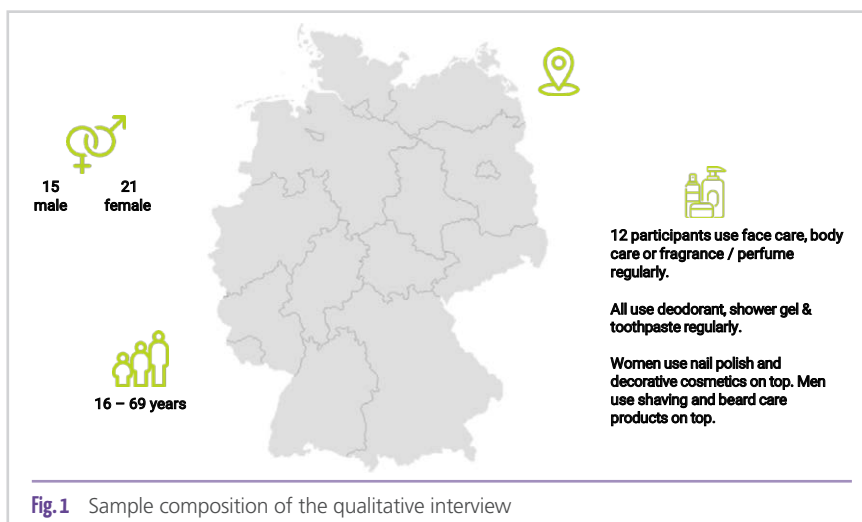 15
male
21
female
16 – 69 years
12 participants use face care, body
care or fragrance / perfume
regularly.
All use deodorant, shower gel &
toothpaste regularly.
Women use nail polish and
decorative cosmetics on top. Men
use shaving and beard care
products on top.
Fig. 1 Sample composition of the qualitative interview